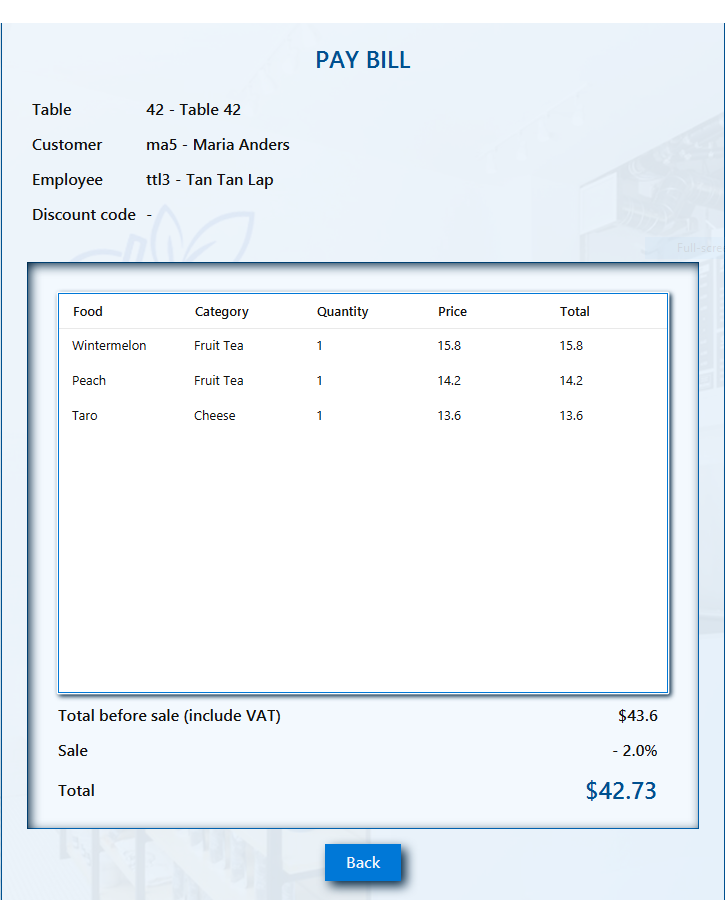 PAY BILL
Table 42 - Table 42
Customer ma5 - Maria Anders
Employee ttl3 - Tan Tan Lap
Discount code -
Full-scre
Food Category Quantity Price Total
Wintermelon Fruit Tea 1 15.8 15.8
Peach Fruit Tea 1 14.2 14.2
Taro Cheese 1 13.6 13.6
Total before sale (include VAT) $43.6
Sale - 2.0%
Total $42.73
Back